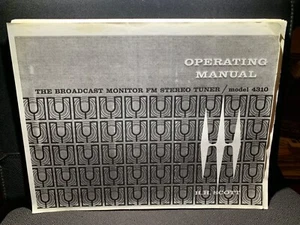 OPERATING
MANUAL
THE BROADCAST MONITOR FM STEREO TUNER / model 4310
H.H. SCOTT